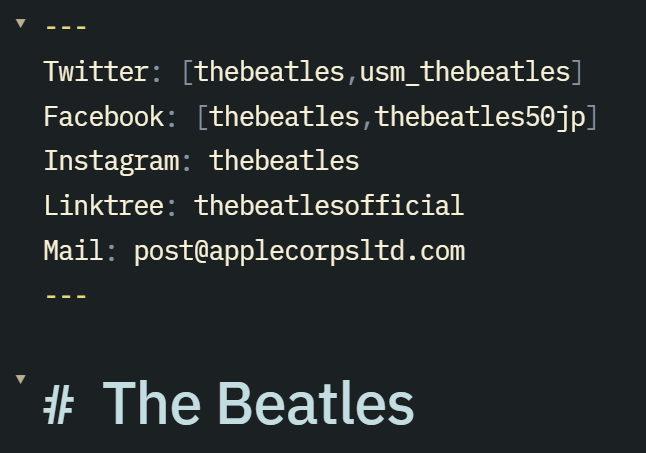 ---
Twitter: [thebeatles,usm_thebeatles]
Facebook: [thebeatles,thebeatles50jp]
Instagram: thebeatles
Linktree: thebeatlesofficial
Mail: post@applecorpsltd.com
---
# The Beatles